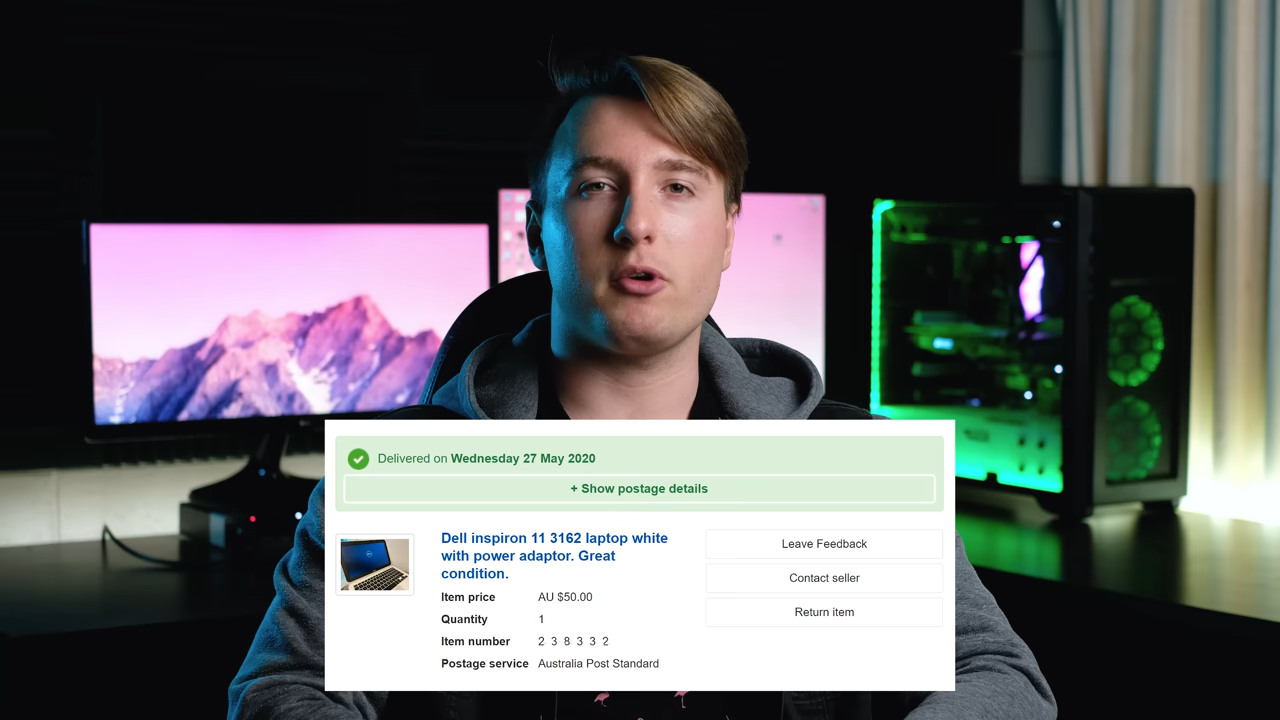 Delivered on Wednesday 27 May 2020
+ Show postage details
Dell inspiron 11 3162 laptop white
with power adaptor. Great
condition.
Item price AU $50.00
Quantity 1
Item number 2 3 8 3 3 2
Postage service Australia Post Standard
Leave Feedback
Contact seller
Return item